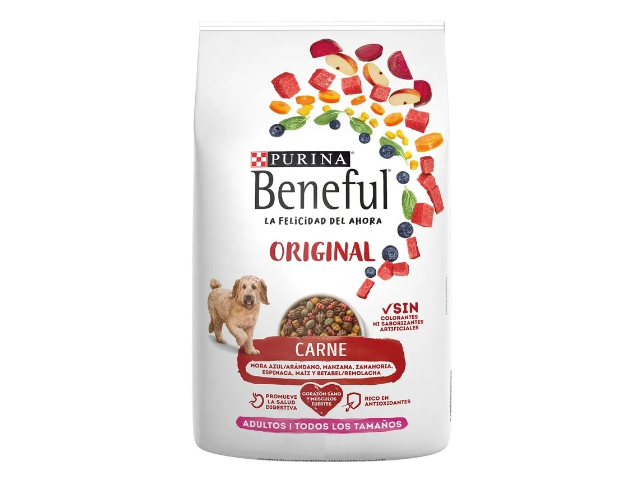 PURINA
Beneful
LA FELICIDAD DEL AHORA
ORIGINAL
✓SIN
COLORANTES
NI SABORIZANTES
ARTIFICIALES
CARNE
MORA AZUL/ARÁNDANO, MANZANA, ZANAHORIA,
ESPINACA, MAÍZ Y BETABEL/REMOLACHA
PROMUEVE
LA SALUD
DIGESTIVA
CORAZÓN SANO
Y MÚSCULOS
FUERTES
RICO EN
ANTIOXIDANTES
ADULTOS | TODOS LOS TAMAÑOS